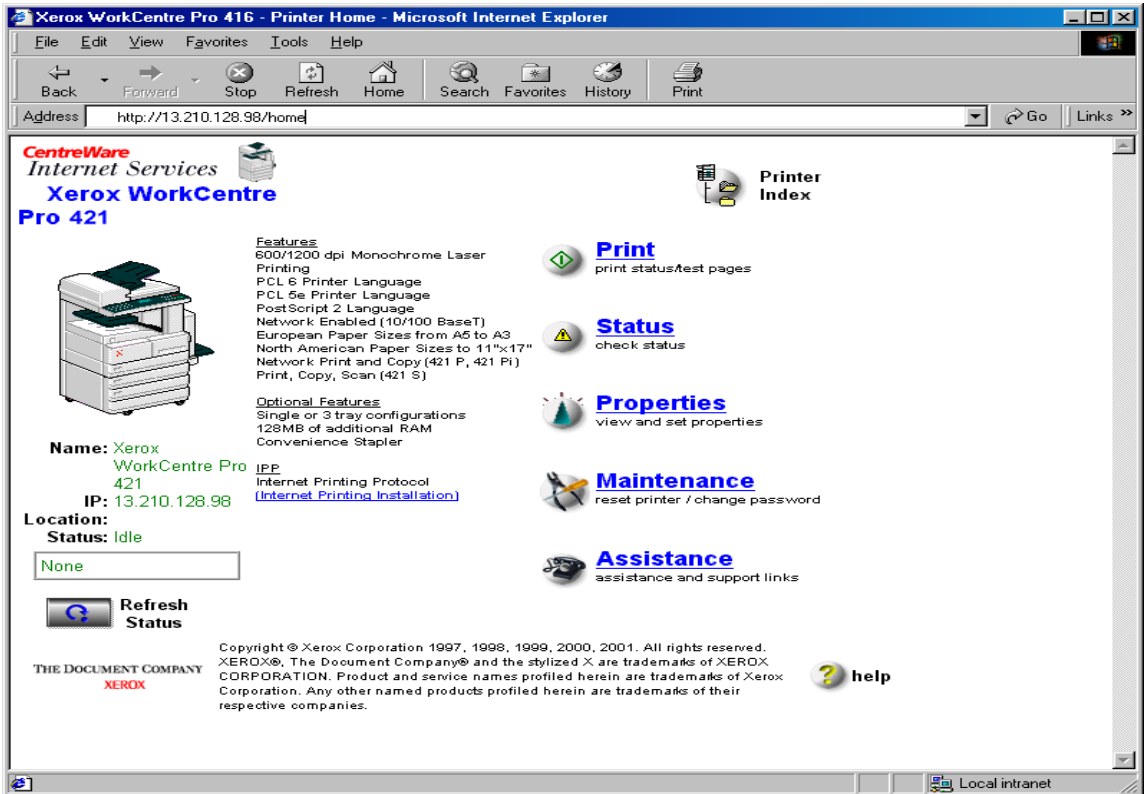 Xerox WorkCentre Pro 416 - Printer Home - Microsoft Internet Explorer
File Edit View Favorites Tools Help
Back Forward Stop Refresh Home Search Favorites History Print
Address http://13.210.128.98/home Go Links »
CentreWare
Internet Services
Xerox WorkCentre
Pro 421
Printer
Index
Features
600/1200 dpi Monochrome Laser
Printing
PCL 6 Printer Language
PCL 5e Printer Language
PostScript 2 Language
Network Enabled (10/100 BaseT)
European Paper Sizes from A5 to A3
North American Paper Sizes to 11"x17"
Network Print and Copy (421 P, 421 Pi)
Print, Copy, Scan (421 S)
Optional Features
Single or 3 tray configurations
128MB of additional RAM
Convenience Stapler
IPP
Internet Printing Protocol
(Internet Printing Installation)
Print
print status/test pages
Status
check status
Properties
view and set properties
Maintenance
reset printer / change password
Assistance
assistance and support links
Name: Xerox
WorkCentre Pro
421
IP: 13.210.128.98
Location:
Status: Idle
None
Refresh
Status
THE DOCUMENT COMPANY
XEROX
Copyright © Xerox Corporation 1997, 1998, 1999, 2000, 2001. All rights reserved.
XEROX®, The Document Company® and the stylized X are trademarks of XEROX
CORPORATION. Product and service names profiled herein are trademarks of Xerox
Corporation. Any other named products profiled herein are trademarks of their
respective companies.
help
Local intranet